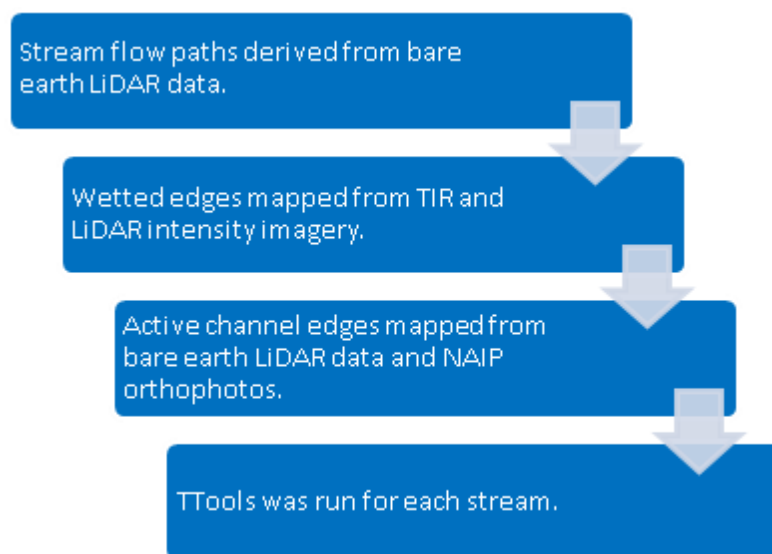 Stream flow paths derived from bare
earth LiDAR data.
Wetted edges mapped from TIR and
LiDAR intensity imagery.
Active channel edges mapped from
bare earth LiDAR data and NAIP
orthophotos.
TTools was run for each stream.